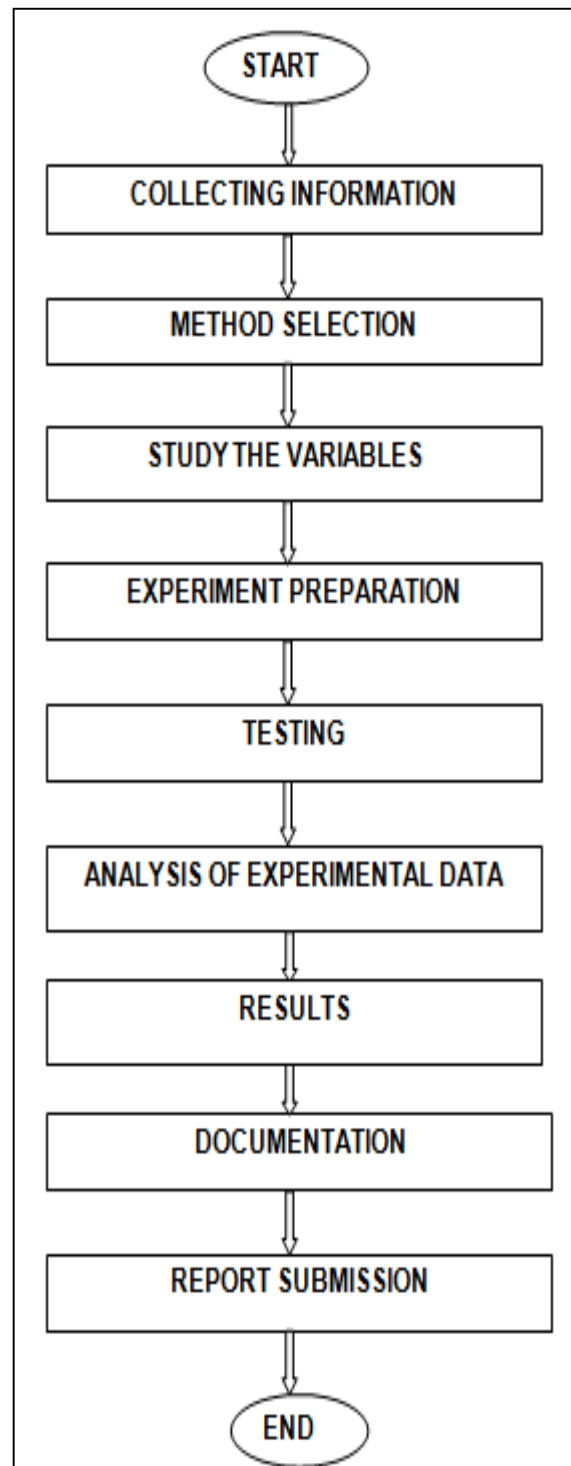 START
COLLECTING INFORMATION
METHOD SELECTION
STUDY THE VARIABLES
EXPERIMENT PREPARATION
TESTING
ANALYSIS OF EXPERIMENTAL DATA
RESULTS
DOCUMENTATION
REPORT SUBMISSION
END